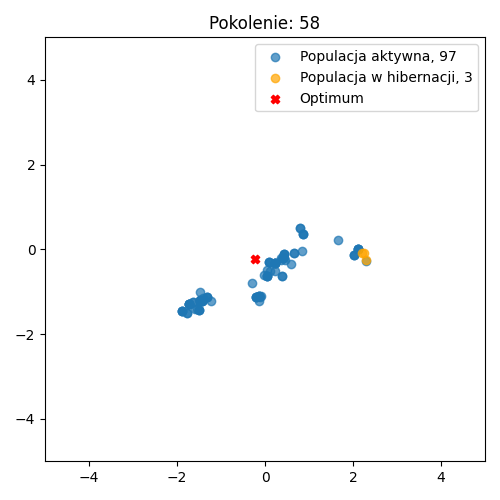 Pokolenie: 58
Populacja aktywna, 97
Populacja w hibernacji, 3
Optimum
4
2
0
−2
−4
−4
−2
0
2
4